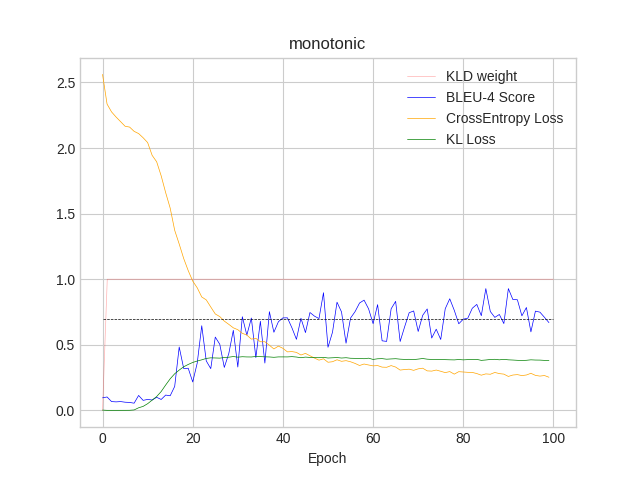 monotonic
KLD weight
BLEU-4 Score
CrossEntropy Loss
KL Loss
2.5
2.0
1.5
1.0
0.5
0.0
0 20 40 60 80 100
Epoch